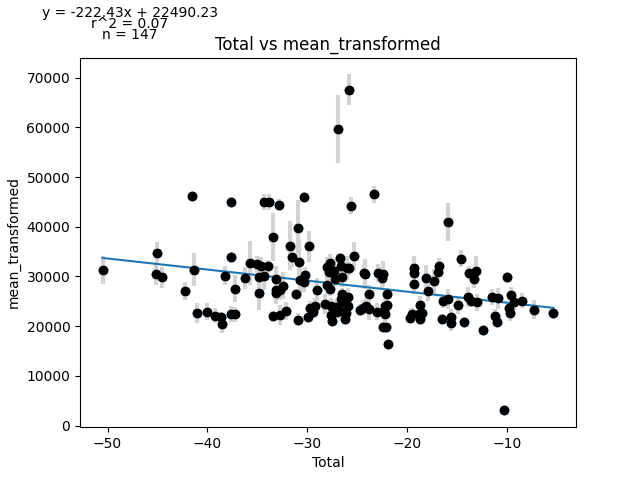 y = -222.43x + 22490.23
r^2 = 0.07
n = 147
Total vs mean_transformed
70000
60000
50000
40000
30000
20000
10000
0
mean_transformed
−50
−40
−30
−20
−10
Total